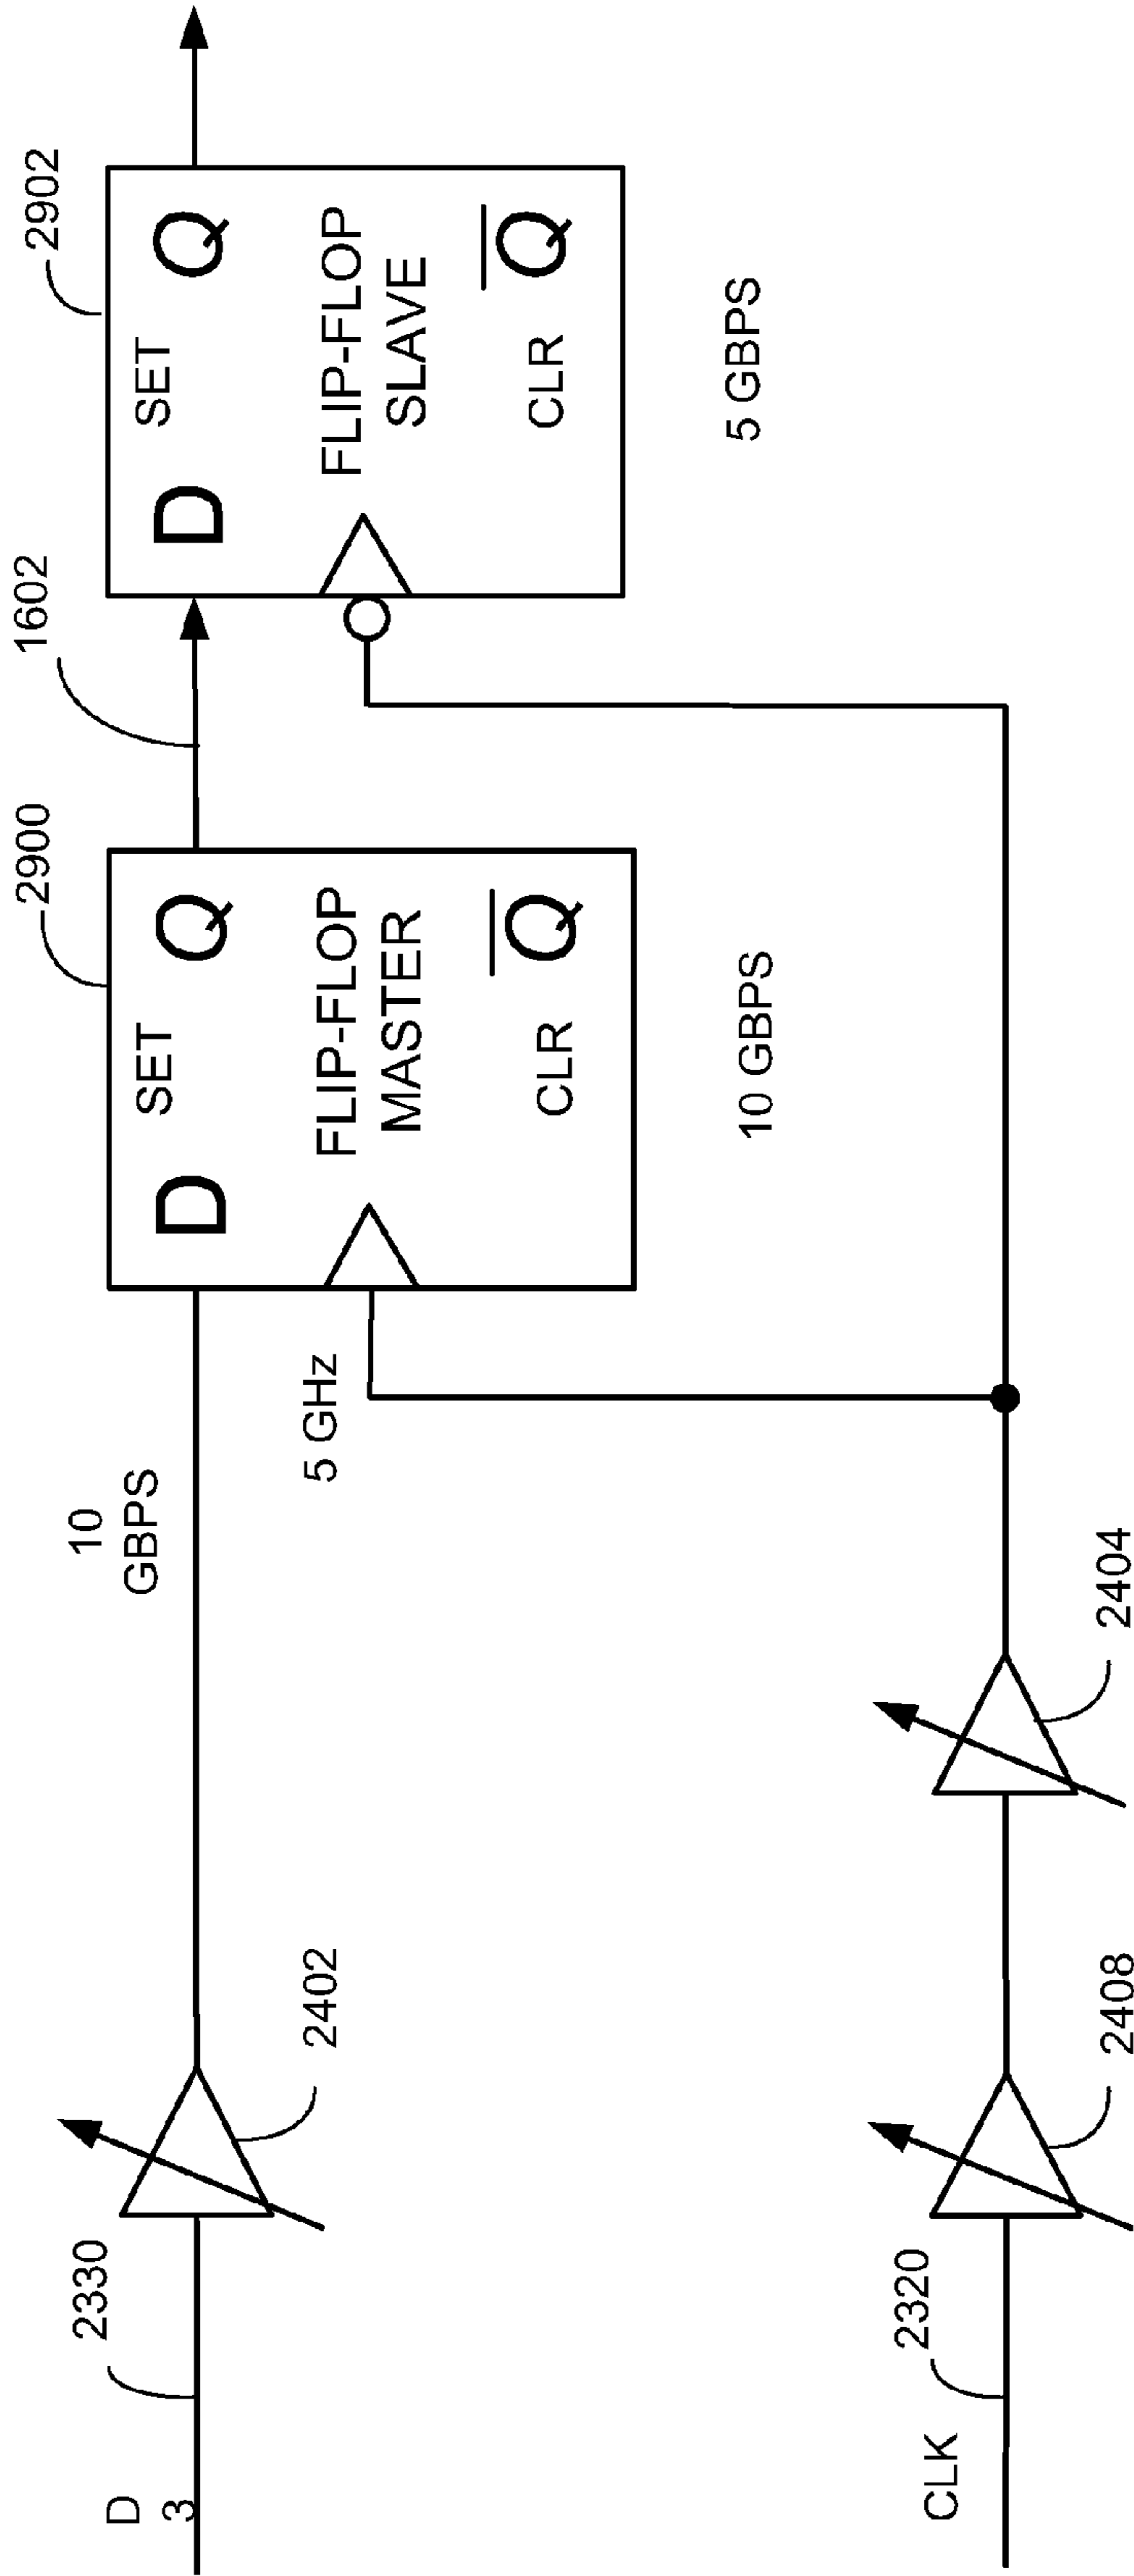 D
3
2330
2402
10
GBPS
5 GHz
2900
D SET Q
FLIP-FLOP
MASTER
CLR Q
10 GBPS
1602
2902
D SET Q
FLIP-FLOP
SLAVE
CLR Q
5 GBPS
CLK
2320
2408
2404